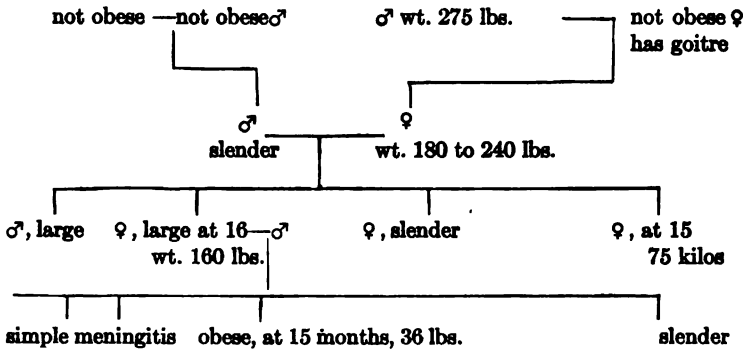 not obese — not obese♂ ♂ wt. 275 lbs. not obese ♀
has goitre
♂ ♀
slender wt. 180 to 240 lbs.
♂, large ♀, large at 16—♂ ♀, slender ♀, at 15
wt. 160 lbs. 75 kilos
simple meningitis obese, at 15 months, 36 lbs. slender